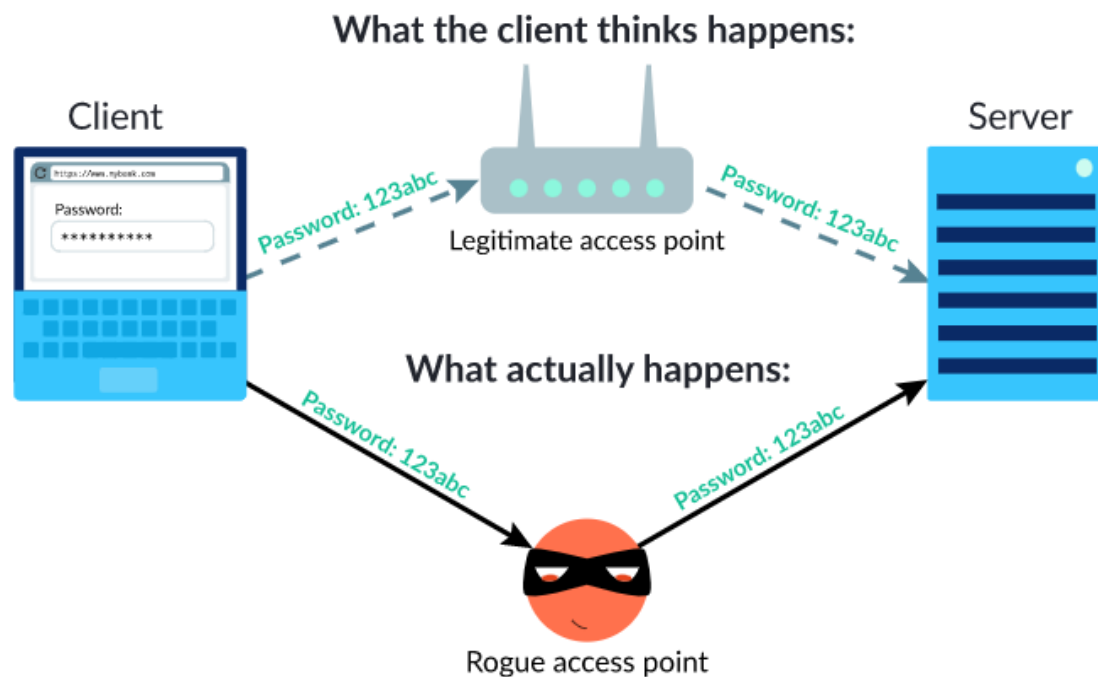 What the client thinks happens:
Client
Server
https://www.mybook.com
Password:
**********
Password: 123abc
Password: 123abc
Legitimate access point
What actually happens:
Password: 123abc
Password: 123abc
Rogue access point